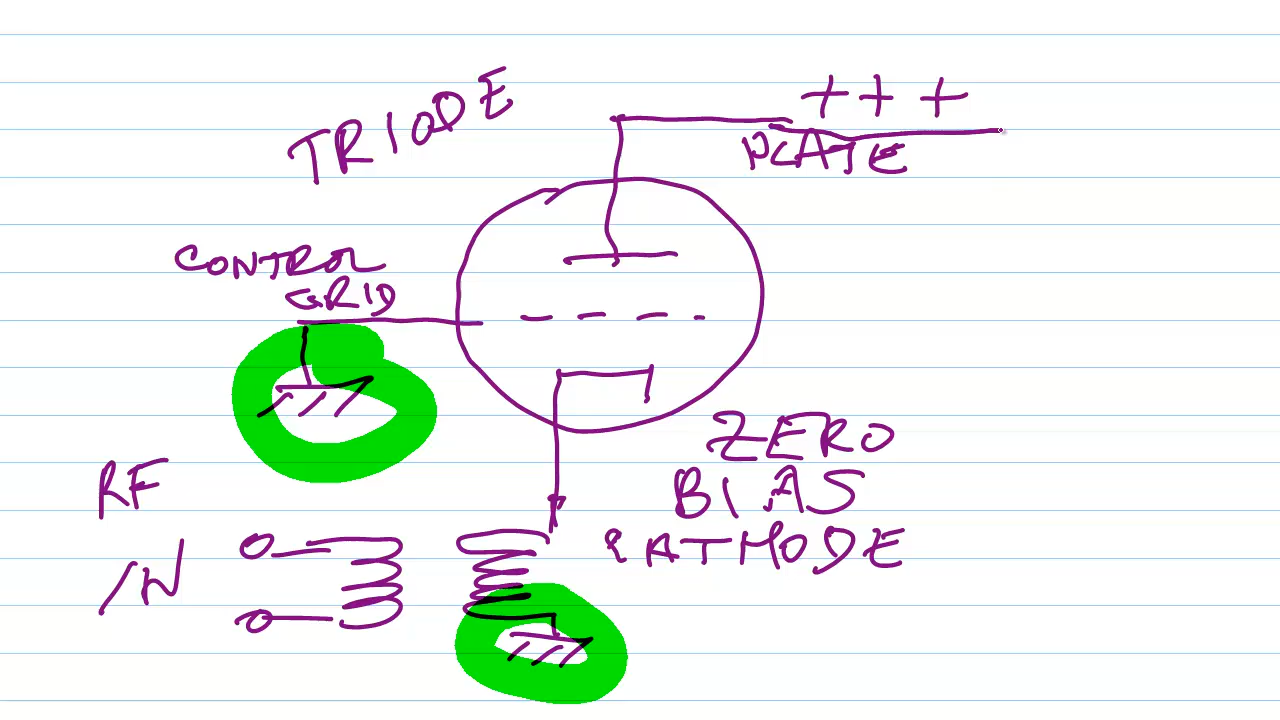 TRIODE
+ + +
PLATE
CONTROL
GRID
ZERO
BIAS
CATHODE
RF
IN